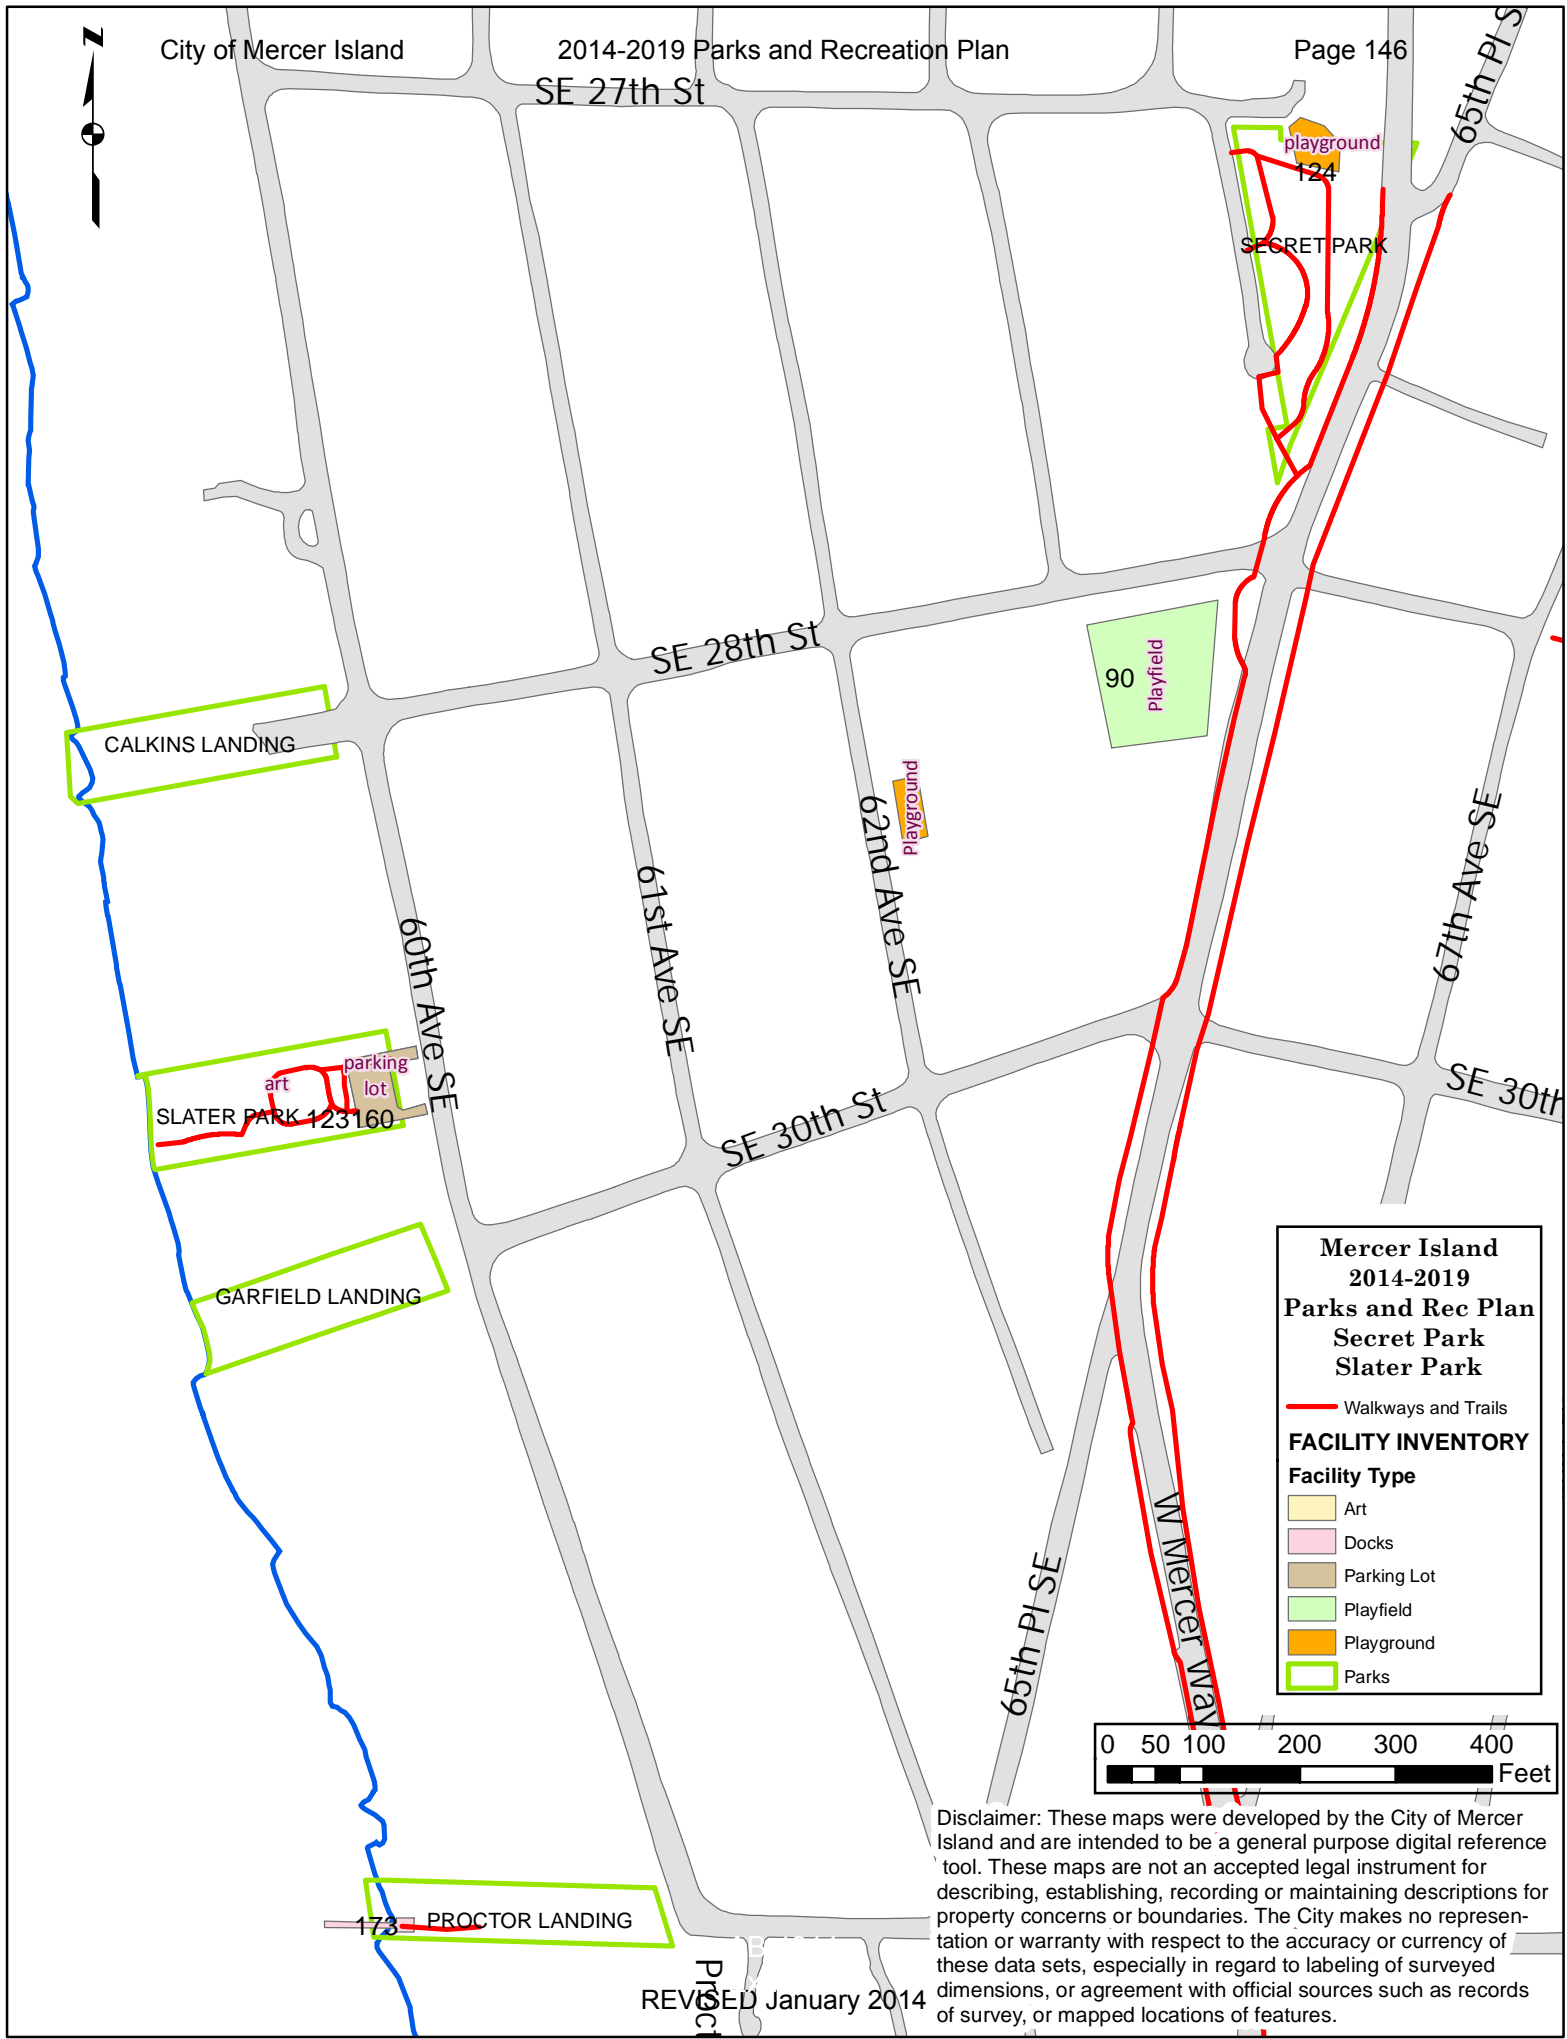 City of Mercer Island
2014-2019 Parks and Recreation Plan
Page 146
SE 27th St
65th Pl S
playground
124
SECRET PARK
SE 28th St
90
Playfield
CALKINS LANDING
Playground
62nd Ave SE
61st Ave SE
60th Ave SE
67th Ave SE
art
parking
lot
SLATER PARK
123160
SE 30th St
SE 30th
GARFIELD LANDING
Mercer Island
2014-2019
Parks and Rec Plan
Secret Park
Slater Park
Walkways and Trails
FACILITY INVENTORY
Facility Type
Art
Docks
Parking Lot
Playfield
Playground
Parks
W Mercer Way
65th Pl SE
0 50 100 200 300 400
Feet
Disclaimer: These maps were developed by the City of Mercer
Island and are intended to be a general purpose digital reference
tool. These maps are not an accepted legal instrument for
describing, establishing, recording or maintaining descriptions for
property concerns or boundaries. The City makes no represen-
tation or warranty with respect to the accuracy or currency of
these data sets, especially in regard to labeling of surveyed
dimensions, or agreement with official sources such as records
of survey, or mapped locations of features.
173
PROCTOR LANDING
Proct
REVISED January 2014